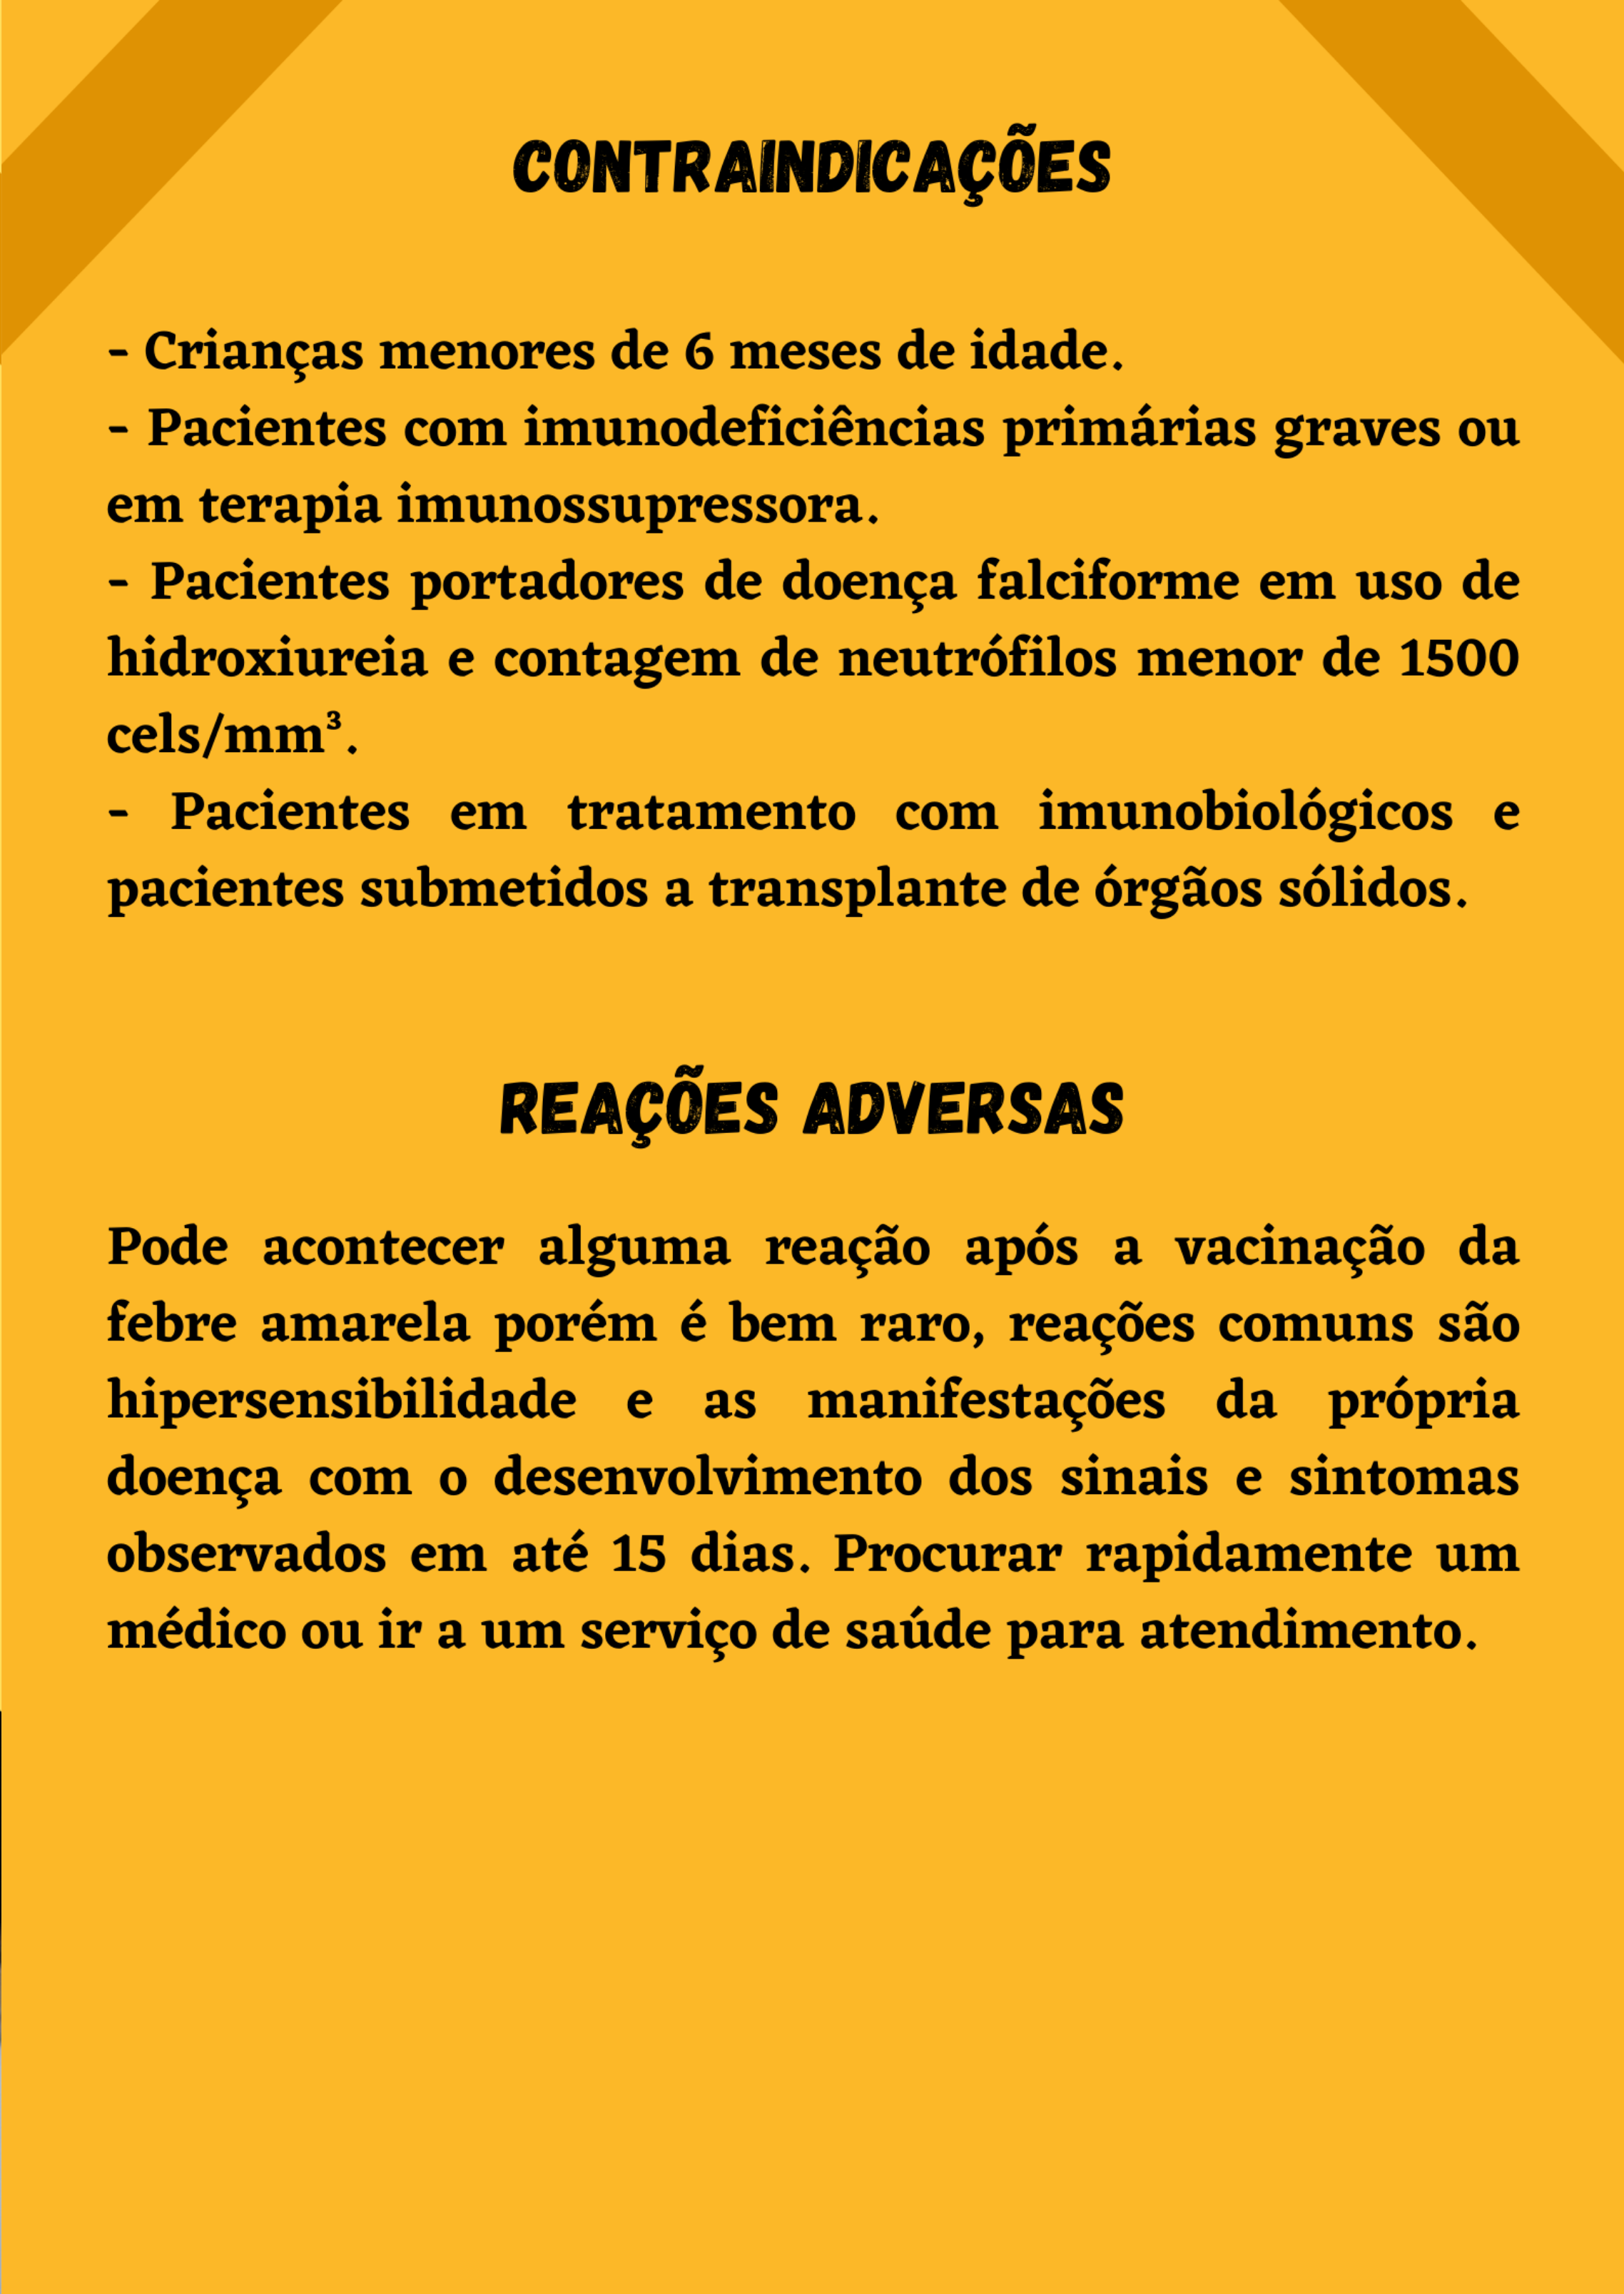 CONTRAINDICAÇÕES
- Crianças menores de 6 meses de idade.
- Pacientes com imunodeficiências primárias graves ou
em terapia imunossupressora.
- Pacientes portadores de doença falciforme em uso de
hidroxiureia e contagem de neutrófilos menor de 1500
cels/mm³.
- Pacientes em tratamento com imunobiológicos e
pacientes submetidos a transplante de órgãos sólidos.
REAÇÕES ADVERSAS
Pode acontecer alguma reação após a vacinação da
febre amarela porém é bem raro, reações comuns são
hipersensibilidade e as manifestações da própria
doença com o desenvolvimento dos sinais e sintomas
observados em até 15 dias. Procurar rapidamente um
médico ou ir a um serviço de saúde para atendimento.